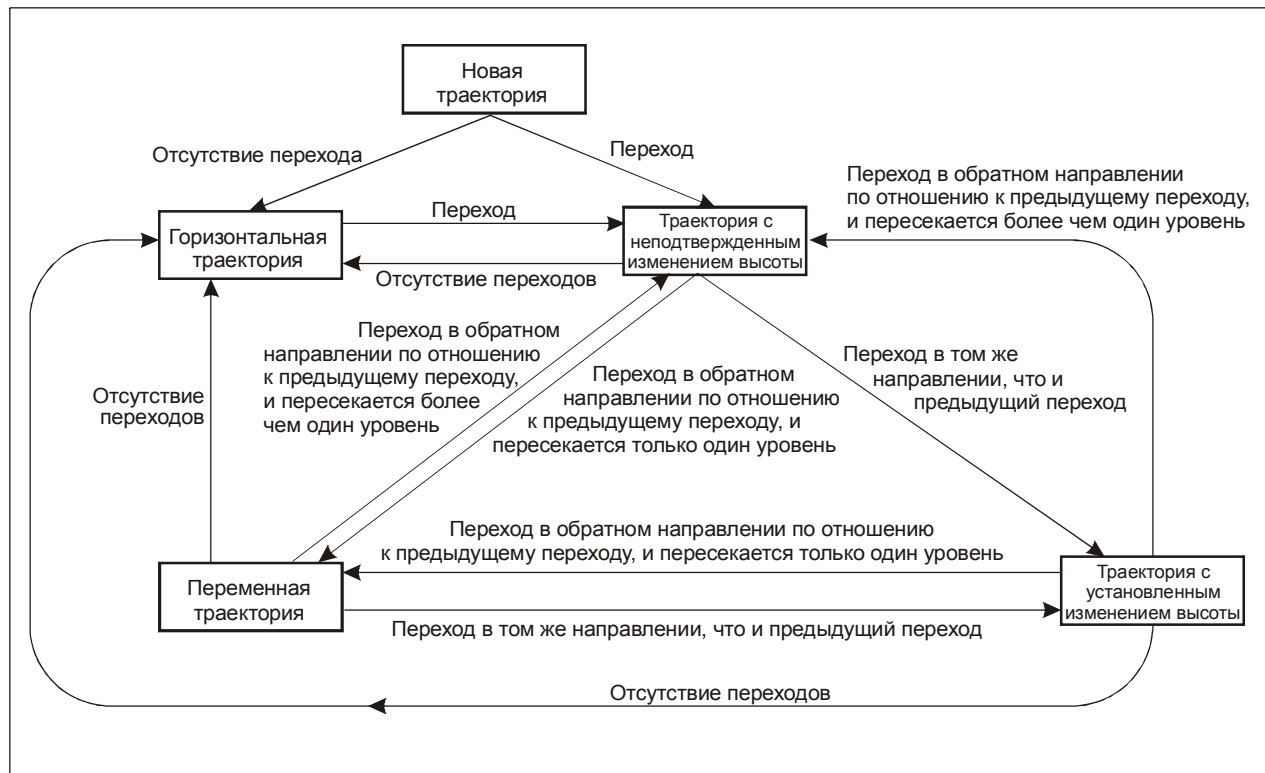 Новая
траектория
Отсутствие перехода
Переход
Переход в обратном направлении
по отношению к предыдущему переходу,
и пересекается более чем один уровень
Горизонтальная
траектория
Переход
Отсутствие переходов
Траектория с
неподтвержденным
изменением высоты
Переход в обратном
направлении по отношению
к предыдущему переходу,
и пересекается более
чем один уровень
Переход в обратном
направлении по отношению
к предыдущему переходу, и
пересекается только один уровень
Переход в том же
направлении, что и
предыдущий переход
Отсутствие
переходов
Переход в обратном направлении по отношению
к предыдущему переходу, и пересекается только один уровень
Переменная
траектория
Траектория с
установленным
изменением высоты
Переход в том же направлении, что и предыдущий переход
Отсутствие переходов